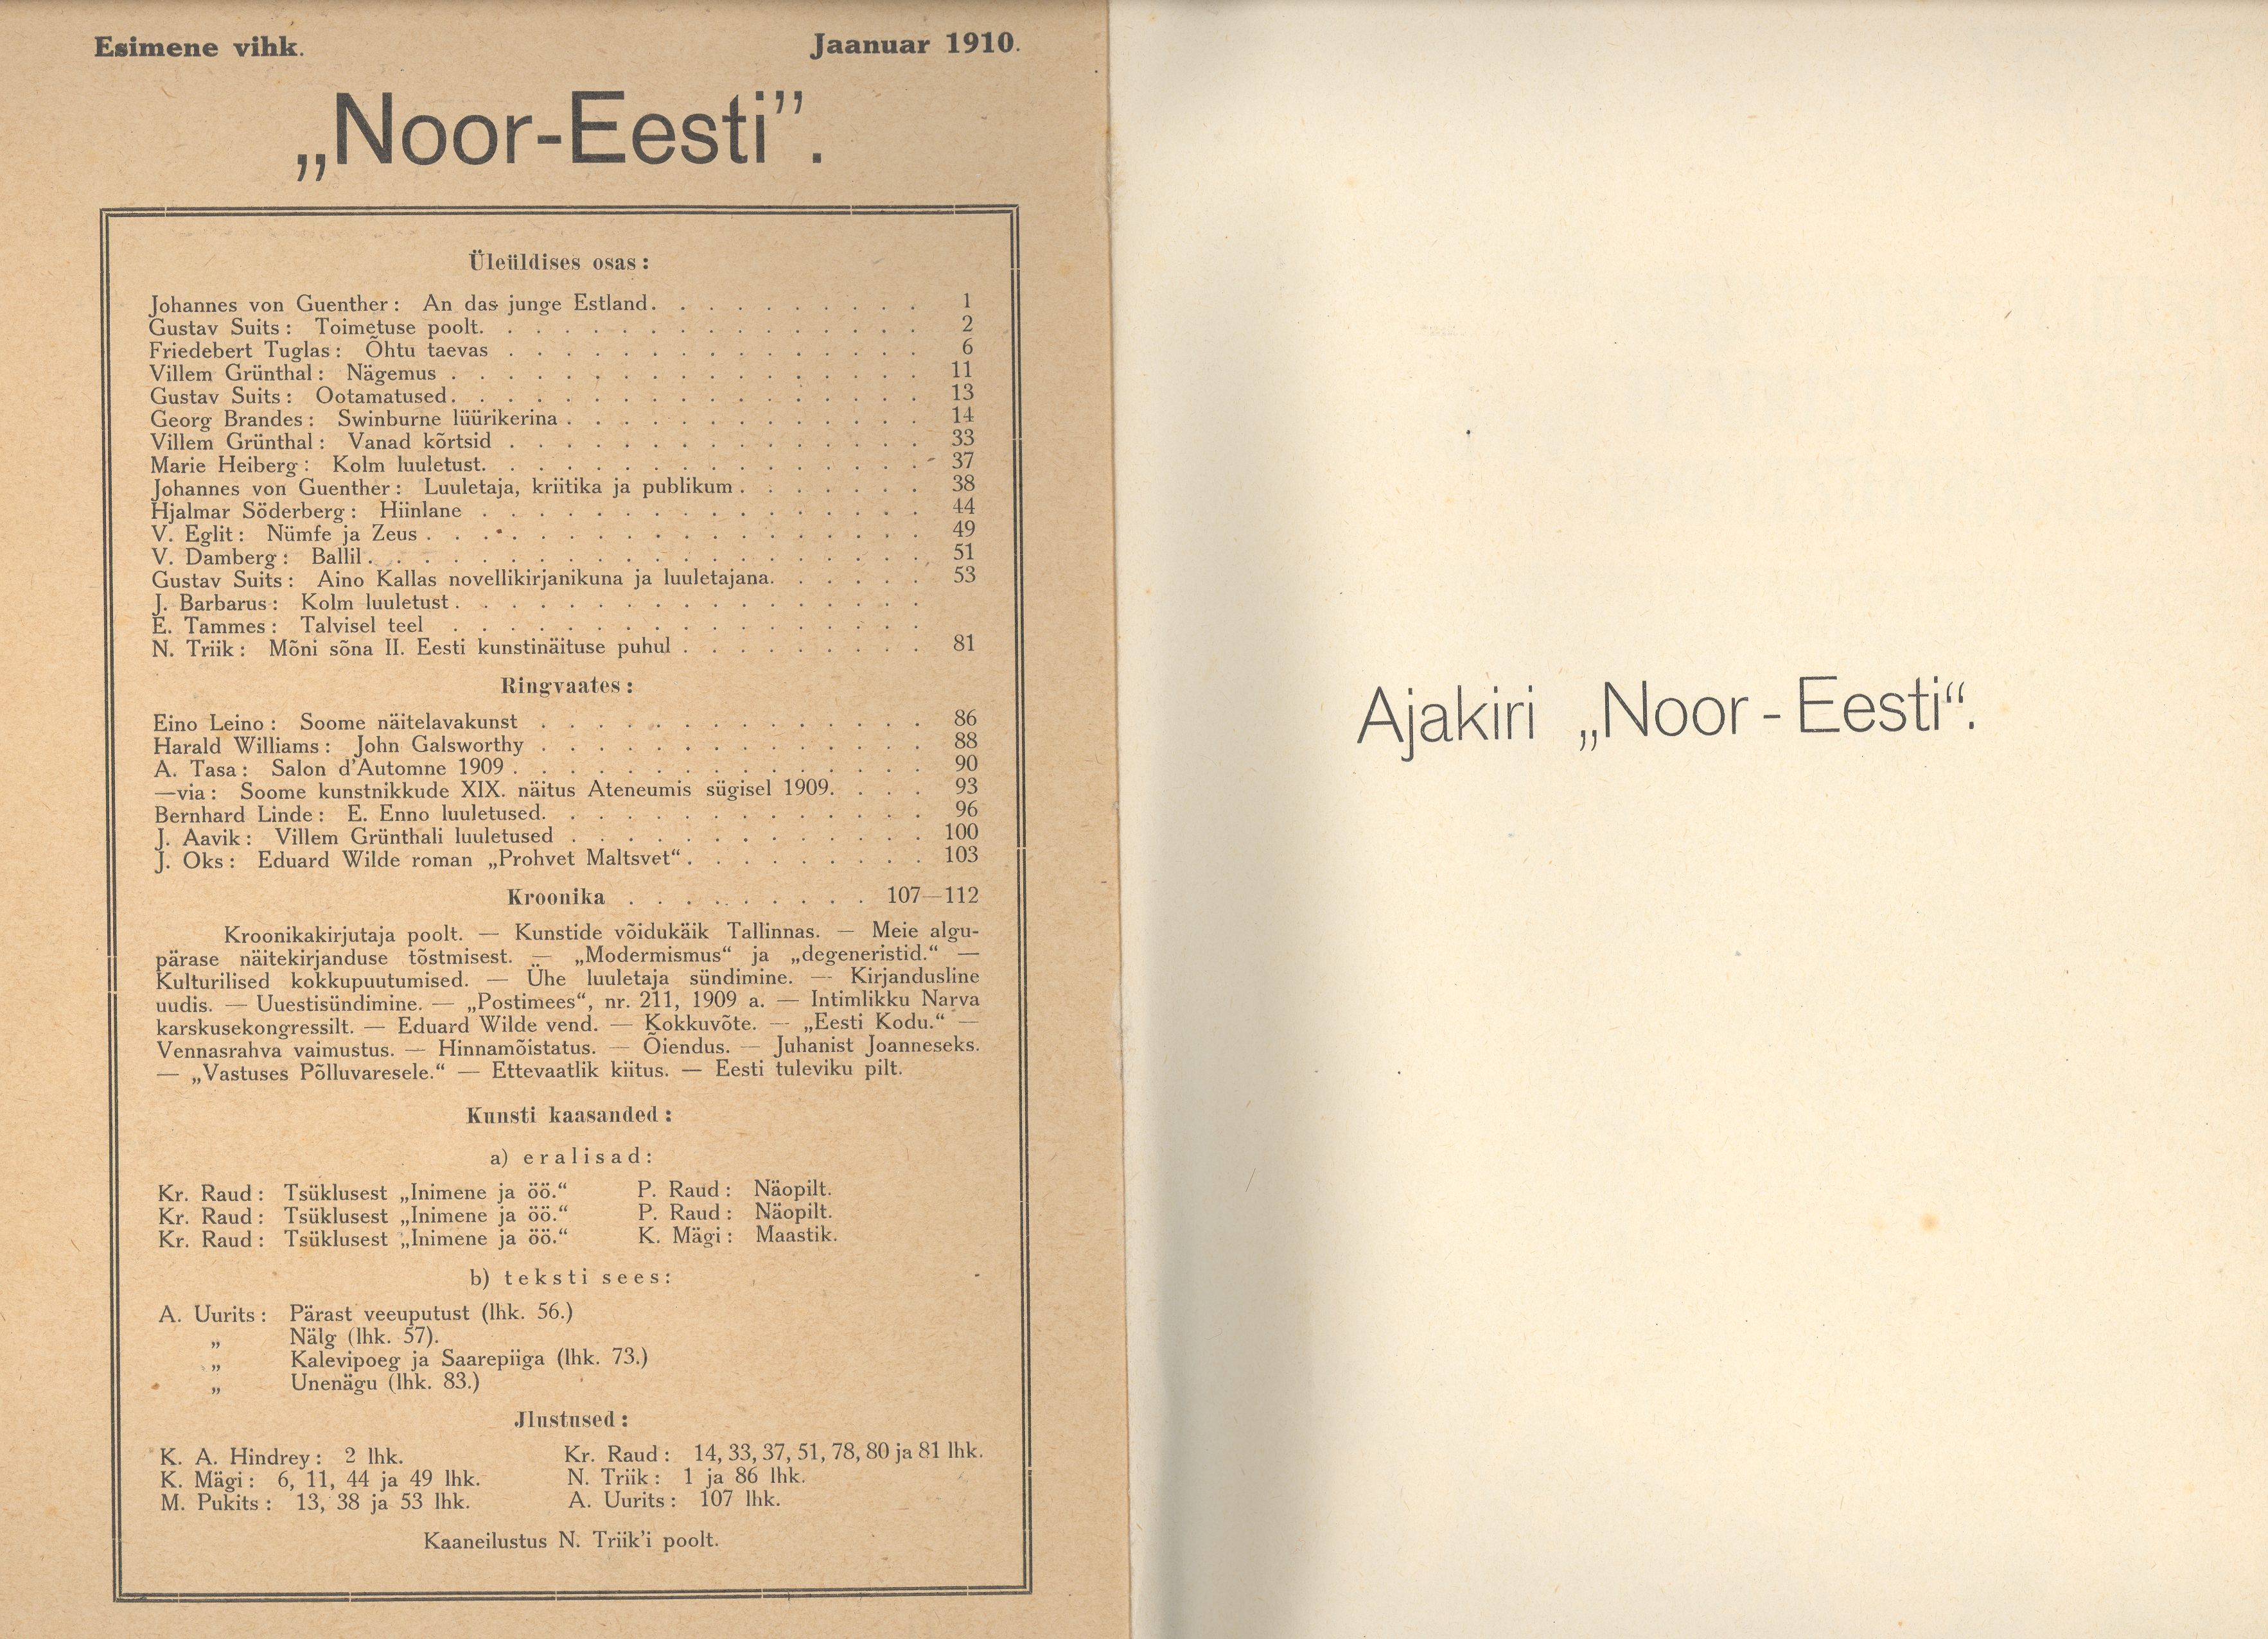 Esimene vihk. Jaanuar 1910.
„Noor-Eesti”.
Üleüldises osas:
Johannes von Guenther: An das junge Estland. . . . . . . . . . 1
Gustav Suits: Toimetuse poolt. . . . . . . . . . . . . . . . 2
Friedebert Tuglas: Õhtu taevas . . . . . . . . . . . . . . . 6
Villem Grünthal: Nägemus . . . . . . . . . . . . . . . . . 11
Gustav Suits: Ootamatused. . . . . . . . . . . . . . . . . 13
Georg Brandes: Swinburne lüürikerina . . . . . . . . . . . . . 14
Villem Grünthal: Vanad kõrtsid . . . . . . . . . . . . . . . 33
Marie Heiberg: Kolm luuletust. . . . . . . . . . . . . . . . 37
Johannes von Guenther: Luuletaja, kriitika ja publikum . . . . . . . 38
Hjalmar Söderberg: Hiinlane . . . . . . . . . . . . . . . . 44
V. Eglit: Nümfe ja Zeus . . . . . . . . . . . . . . . . . . 49
V. Damberg: Ballil . . . . . . . . . . . . . . . . . . . . 51
Gustav Suits: Aino Kallas novellikirjanikuna ja luuletajana. . . . . . 53
J. Barbarus: Kolm luuletust . . . . . . . . . . . . . . . . .
E. Tammes: Talvisel teel . . . . . . . . . . . . . . . . .
N. Triik: Mõni sõna II. Eesti kunstinäituse puhul . . . . . . . . . 81
Ringvaates:
Eino Leino: Soome näitelavakunst . . . . . . . . . . . . . . 86
Harald Williams: John Galsworthy . . . . . . . . . . . . . . 88
A. Tasa: Salon d'Automne 1909 . . . . . . . . . . . . . . . 90
—via: Soome kunstnikkude XIX. näitus Ateneumis sügisel 1909. . . . 93
Bernhard Linde: E. Enno luuletused. . . . . . . . . . . . . . 96
J. Aavik: Villem Grünthali luuletused . . . . . . . . . . . . . 100
J. Oks: Eduard Wilde roman „Prohvet Maltsvet“ . . . . . . . . . 103
Kroonika . . . . . . . . . 107—112
Kroonikakirjutaja poolt. — Kunstide võidukäik Tallinnas. — Meie algu-
pärase näitekirjanduse tõstmisest. — „Modermismus“ ja „degeneristid.“ —
Kulturilised kokkupuutumised. — Ühe luuletaja sündimine. — Kirjandusline
uudis. — Uuestisündimine. — „Postimees“, nr. 211, 1909 a. — Intimlikku Narva
karskusekongressilt. — Eduard Wilde vend. — Kokkuvõte. — „Eesti Kodu.“ —
Vennasrahva vaimustus. — Hinnamõistatus. — Õiendus. — Juhanist Joanneseks.
— „Vastuses Põlluvaresele.“ — Ettevaatlik kiitus. — Eesti tuleviku pilt.
Kunsti kaasanded:
a) eralisad:
Kr. Raud: Tsüklusest „Inimene ja öö.“ P. Raud: Näopilt.
Kr. Raud: Tsüklusest „Inimene ja öö.“ P. Raud: Näopilt.
Kr. Raud: Tsüklusest „Inimene ja öö.“ K. Mägi: Maastik.
b) teksti sees:
A. Uurits: Pärast veeuputust (lhk. 56.)
„ Nälg (lhk. 57).
„ Kalevipoeg ja Saarepiiga (lhk. 73.)
„ Unenägu (lhk. 83.)
Jlustused:
K. A. Hindrey: 2 lhk. Kr. Raud: 14, 33, 37, 51, 78, 80 ja 81 lhk.
K. Mägi: 6, 11, 44 ja 49 lhk. N. Triik: 1 ja 86 lhk.
M. Pukits: 13, 38 ja 53 lhk. A. Uurits: 107 lhk.
Kaaneilustus N. Triik'i poolt.
Ajakiri „Noor-Eesti“.